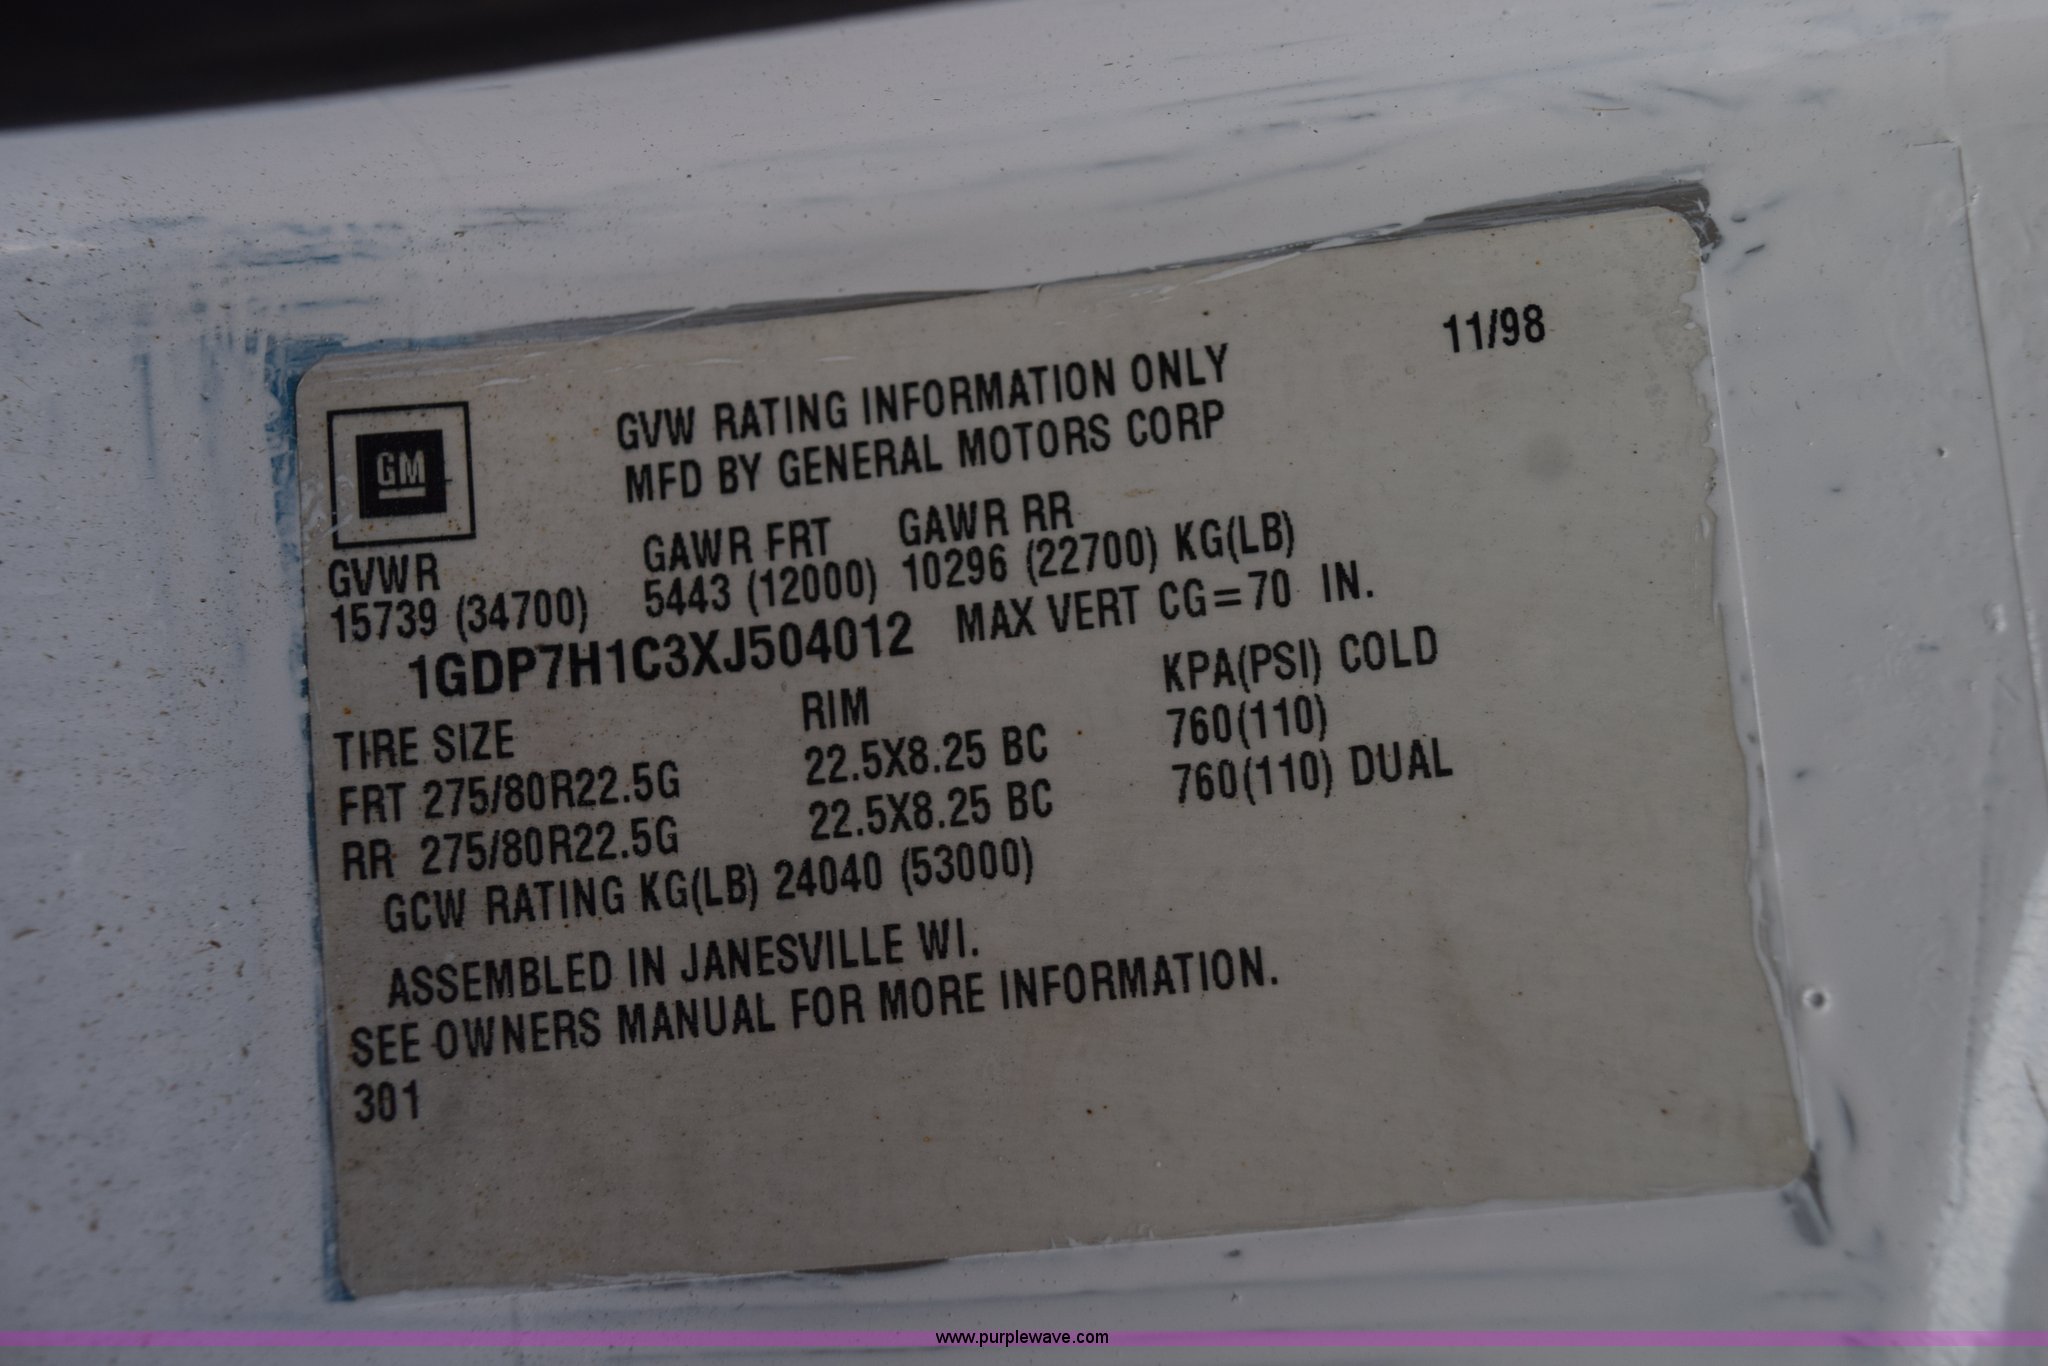 11/98
GVW RATING INFORMATION ONLY
MFD BY GENERAL MOTORS CORP
GM
GVWR GAWR FRT GAWR RR
15739 (34700) 5443 (12000) 10296 (22700) KG(LB)
1GDP7H1C3XJ504012 MAX VERT CG=70 IN.
TIRE SIZE RIM KPA(PSI) COLD
FRT 275/80R22.5G 22.5X8.25 BC 760(110)
RR 275/80R22.5G 22.5X8.25 BC 760(110) DUAL
GCW RATING KG(LB) 24040 (53000)
ASSEMBLED IN JANESVILLE WI.
SEE OWNERS MANUAL FOR MORE INFORMATION.
301
www.purplewave.com